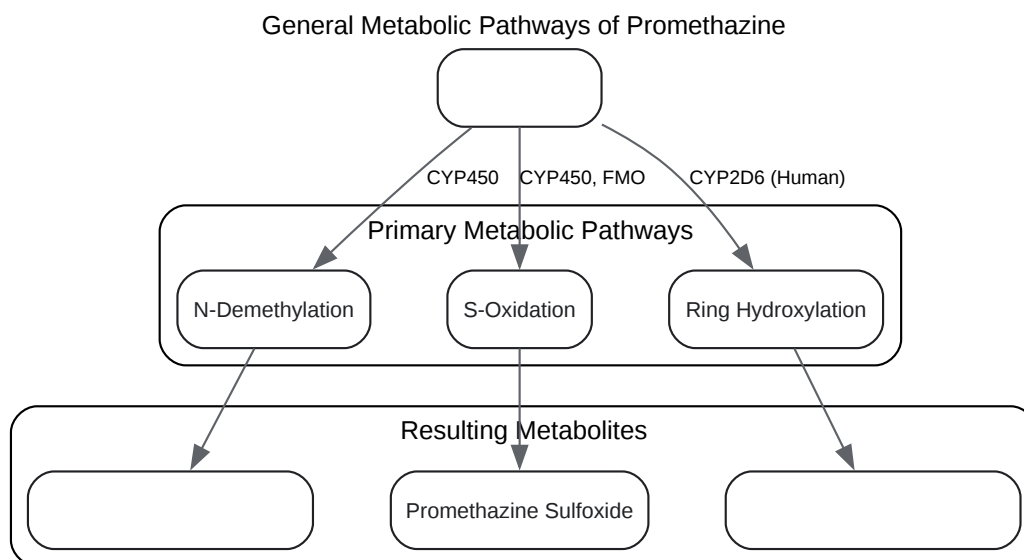 General Metabolic Pathways of Promethazine
CYP450
CYP450, FMO
CYP2D6 (Human)
Primary Metabolic Pathways
N-Demethylation
S-Oxidation
Ring Hydroxylation
Resulting Metabolites
Promethazine Sulfoxide